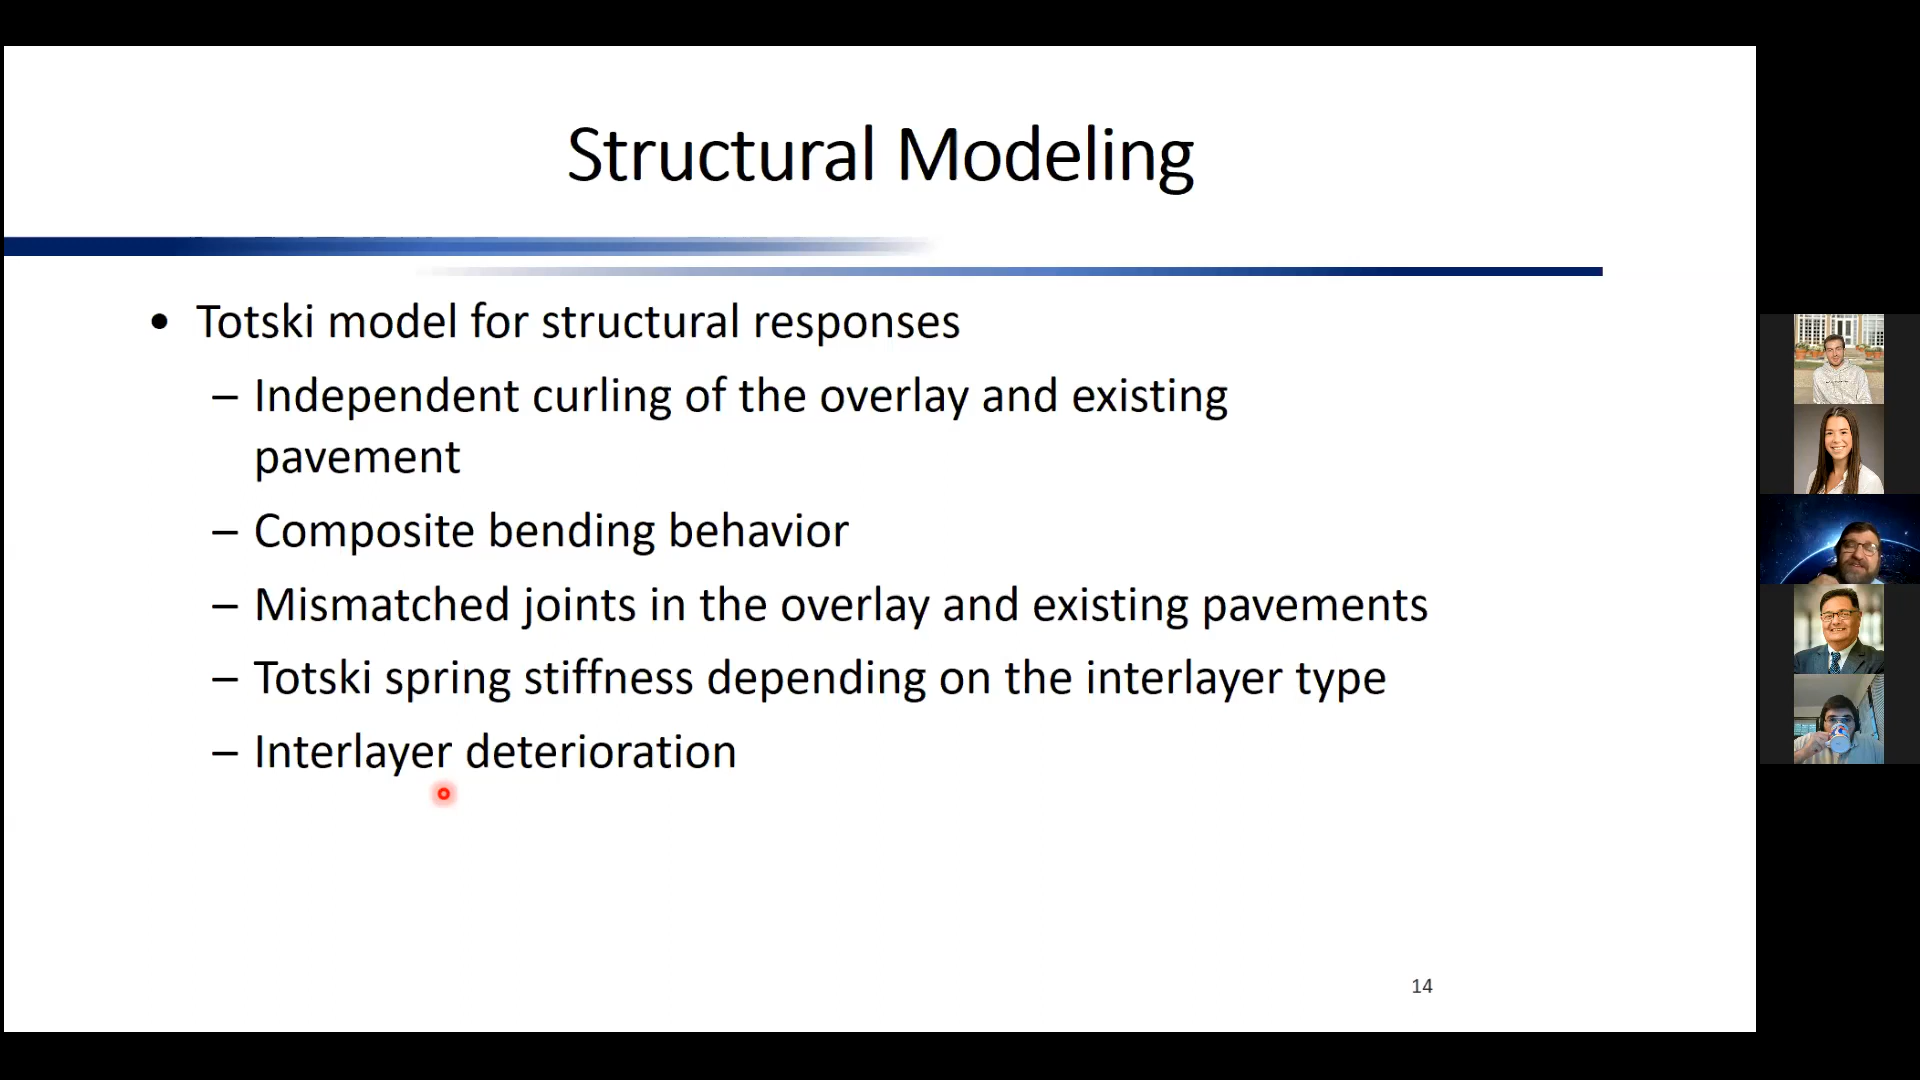 Structural Modeling
• Totski model for structural responses
– Independent curling of the overlay and existing
pavement
– Composite bending behavior
– Mismatched joints in the overlay and existing pavements
– Totski spring stiffness depending on the interlayer type
– Interlayer deterioration
14